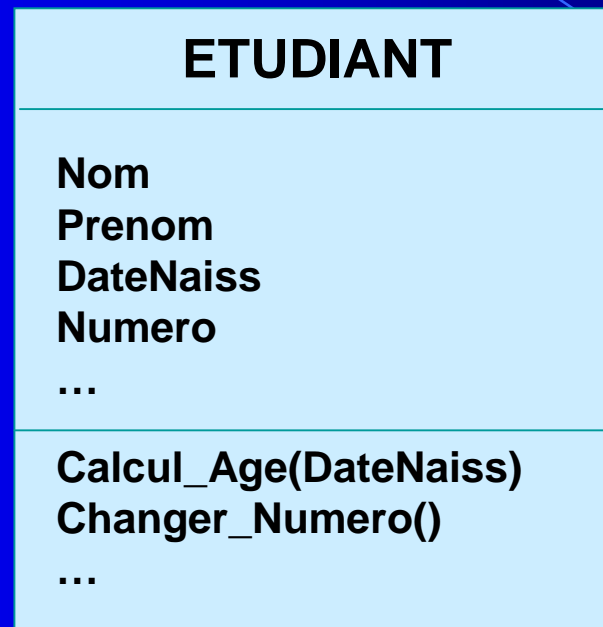 ETUDIANT
Nom
Prenom
DateNaiss
Numero
…
Calcul_Age(DateNaiss)
Changer_Numero()
…